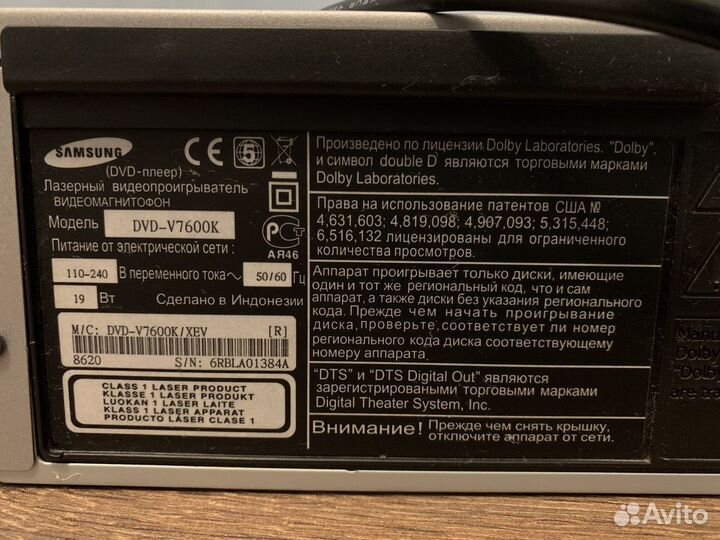 SAMSUNG
CE 5
(DVD-плеер)
Лазерный видеопроигрыватель
ВИДЕОМАГНИТОФОН
Модель DVD-V7600K
АЯ46
Питание от электрической сети :
110-240 В переменного тока~ 50/60 Гц
19 Вт Сделано в Индонезии
M/C: DVD-V7600K/XEV [R]
8620 S/N: 6RBLA01384A
CLASS 1 LASER PRODUCT
KLASSE 1 LASER PRODUKT
LUOKAN 1 LASER LAITE
KLASS 1 LASER APPARAT
PRODUCTO LASER CLASE 1
Произведено по лицензии Dolby Laboratories. "Dolby",
и символ double D являются торговыми марками
Dolby Laboratories.
Права на использование патентов США №
4,631,603; 4,819,098; 4,907,093; 5,315,448;
6,516,132 лицензированы для ограниченного
количества просмотров.
Аппарат проигрывает только диски, имеющие
один и тот же региональный код, что и сам
аппарат, а также диски без указания регионального
кода. Прежде чем начать проигрывание
диска, проверьте, соответствует ли номер
регионального кода диска соответствующему
номеру аппарата.
"DTS" и "DTS Digital Out" являются
зарегистрироваными торговыми марками
Digital Theater System, Inc.
Внимание! Прежде чем снять крышку,
отключите аппарат от сети.
Dolby
"Dolby
are tra
Avito